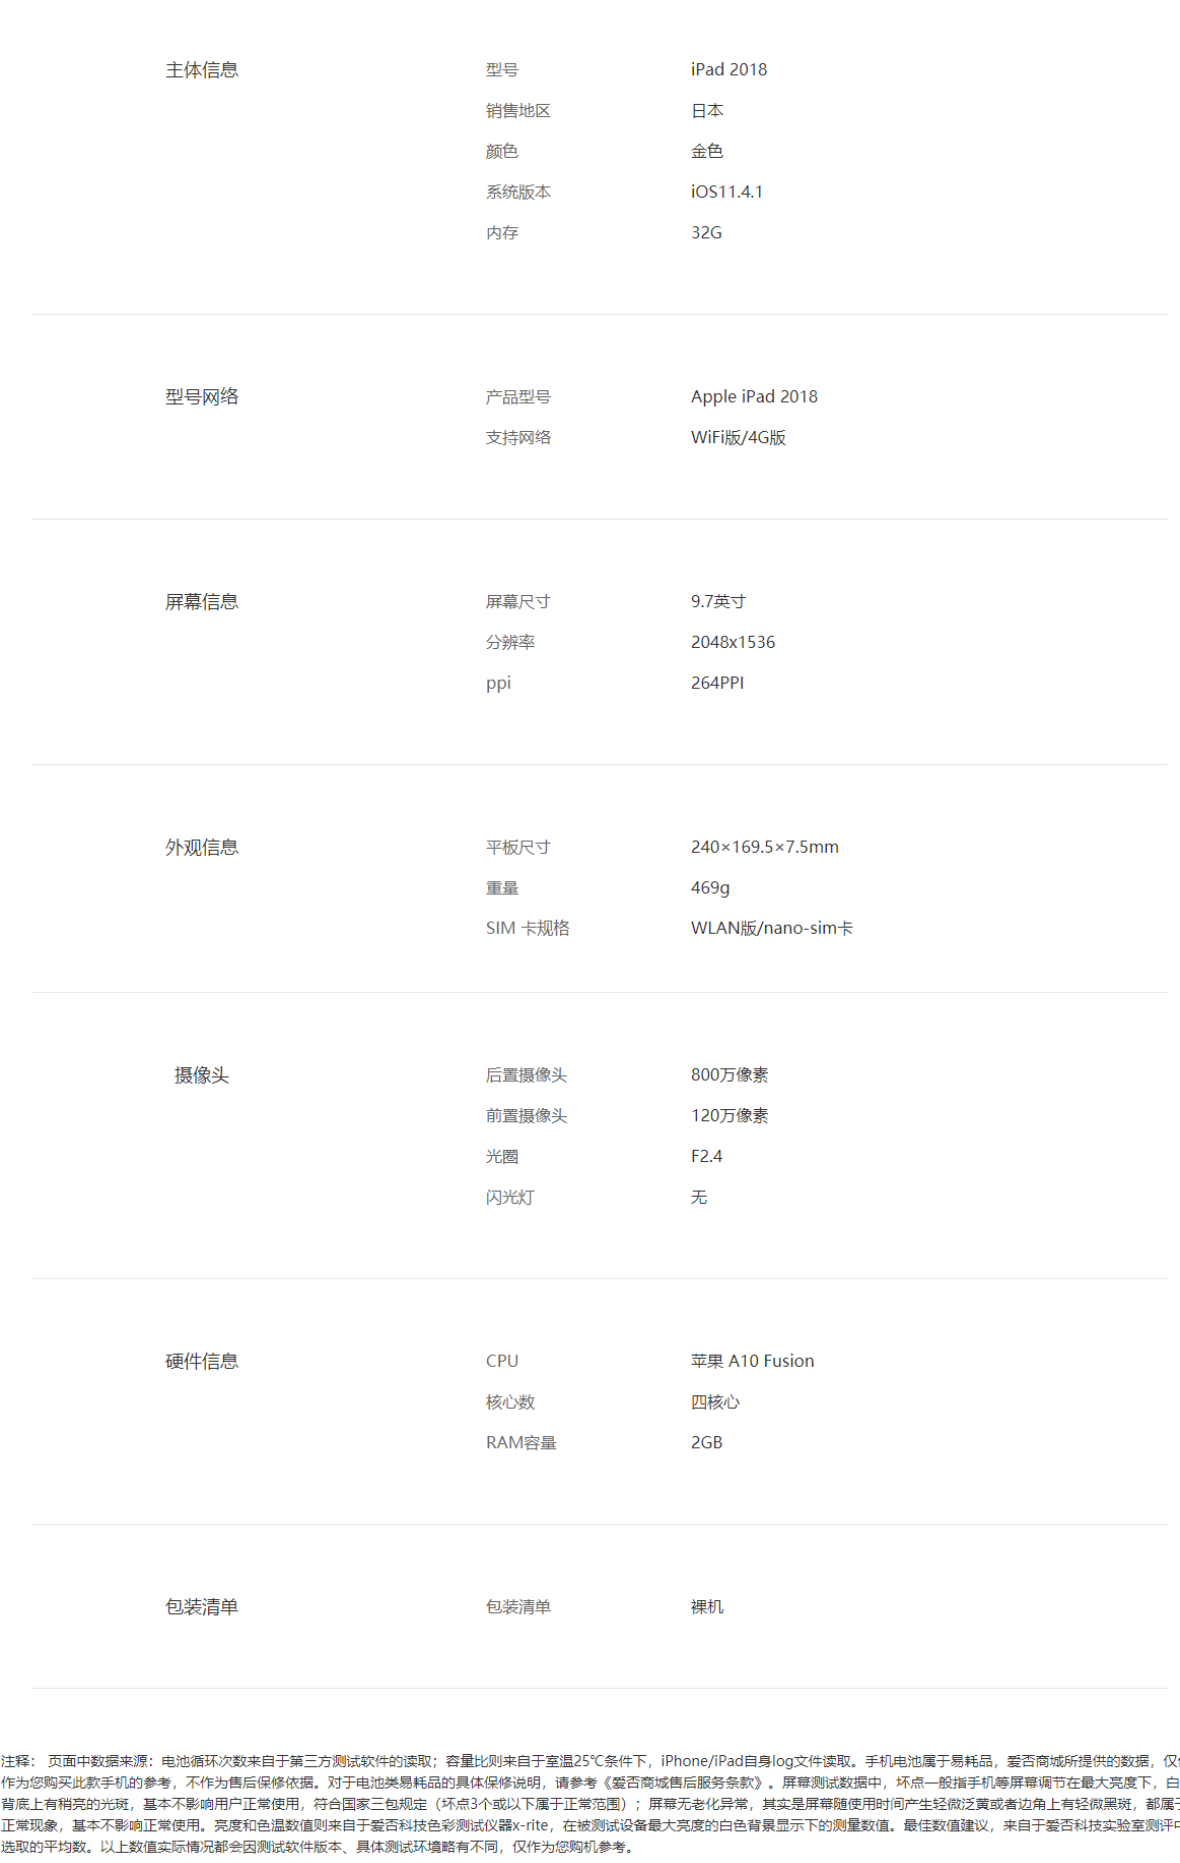 主体信息 型号 iPad 2018
销售地区 日本
颜色 金色
系统版本 iOS11.4.1
内存 32G
型号网络 产品型号 Apple iPad 2018
支持网络 WiFi版/4G版
屏幕信息 屏幕尺寸 9.7英寸
分辨率 2048x1536
ppi 264PPI
外观信息 平板尺寸 240×169.5×7.5mm
重量 469g
SIM 卡规格 WLAN版/nano-sim卡
摄像头 后置摄像头 800万像素
前置摄像头 120万像素
光圈 F2.4
闪光灯 无
硬件信息 CPU 苹果 A10 Fusion
核心数 四核心
RAM容量 2GB
包装清单 包装清单 裸机
注释： 页面中数据来源：电池循环次数来自于第三方测试软件的读取；容量比则来自于室温25℃条件下，iPhone/iPad自身log文件读取。手机电池属于易耗品，爱否商城所提供的数据，仅
作为您购买此款手机的参考，不作为售后保修依据。对于电池类易耗品的具体保修说明，请参考《爱否商城售后服务条款》。屏幕测试数据中，坏点一般指手机等屏幕调节在最大亮度下，白
背底上有稍亮的光斑，基本不影响用户正常使用，符合国家三包规定（坏点3个或以下属于正常范围）；屏幕无老化异常，其实是屏幕随使用时间产生轻微泛黄或者边角上有轻微黑斑，都属
正常现象，基本不影响正常使用。亮度和色温数值则来自于爱否科技色彩测试仪器x-rite，在被测试设备最大亮度的白色背景显示下的测量数值。最佳数值建议，来自于爱否科技实验室测评
选取的平均数。以上数值实际情况都会因测试软件版本、具体测试环境略有不同，仅作为您购机参考。